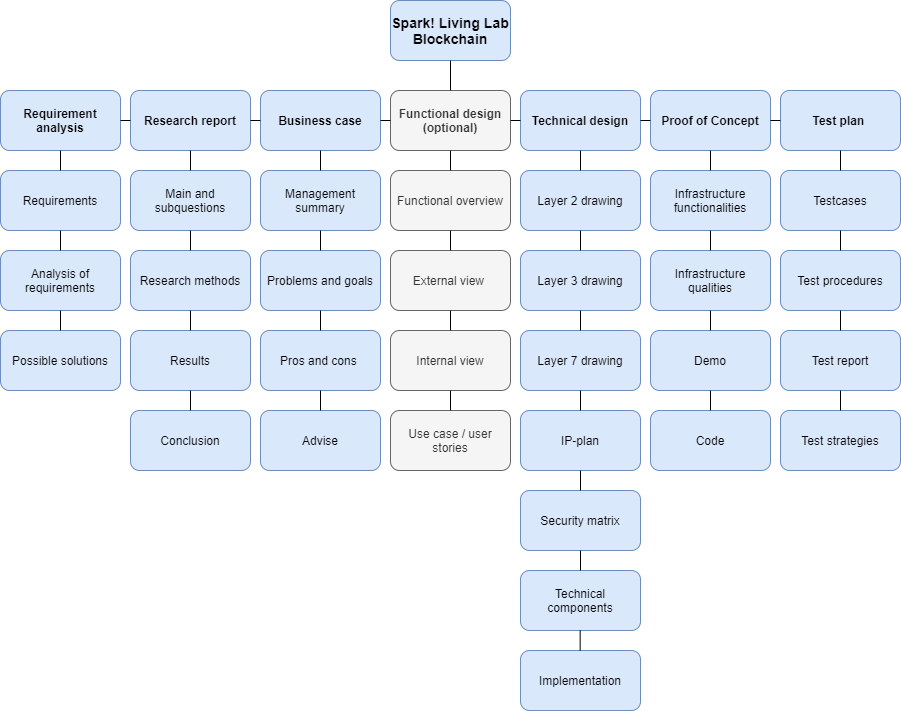 Spark! Living Lab
Blockchain
Requirement
analysis
Research report
Business case
Functional design
(optional)
Technical design
Proof of Concept
Test plan
Requirements
Main and
subquestions
Management
summary
Functional overview
Layer 2 drawing
Infrastructure
functionalities
Testcases
Analysis of
requirements
Research methods
Problems and goals
External view
Layer 3 drawing
Infrastructure
qualities
Test procedures
Possible solutions
Results
Pros and cons
Internal view
Layer 7 drawing
Demo
Test report
Conclusion
Advise
Use case / user
stories
IP-plan
Code
Test strategies
Security matrix
Technical
components
Implementation